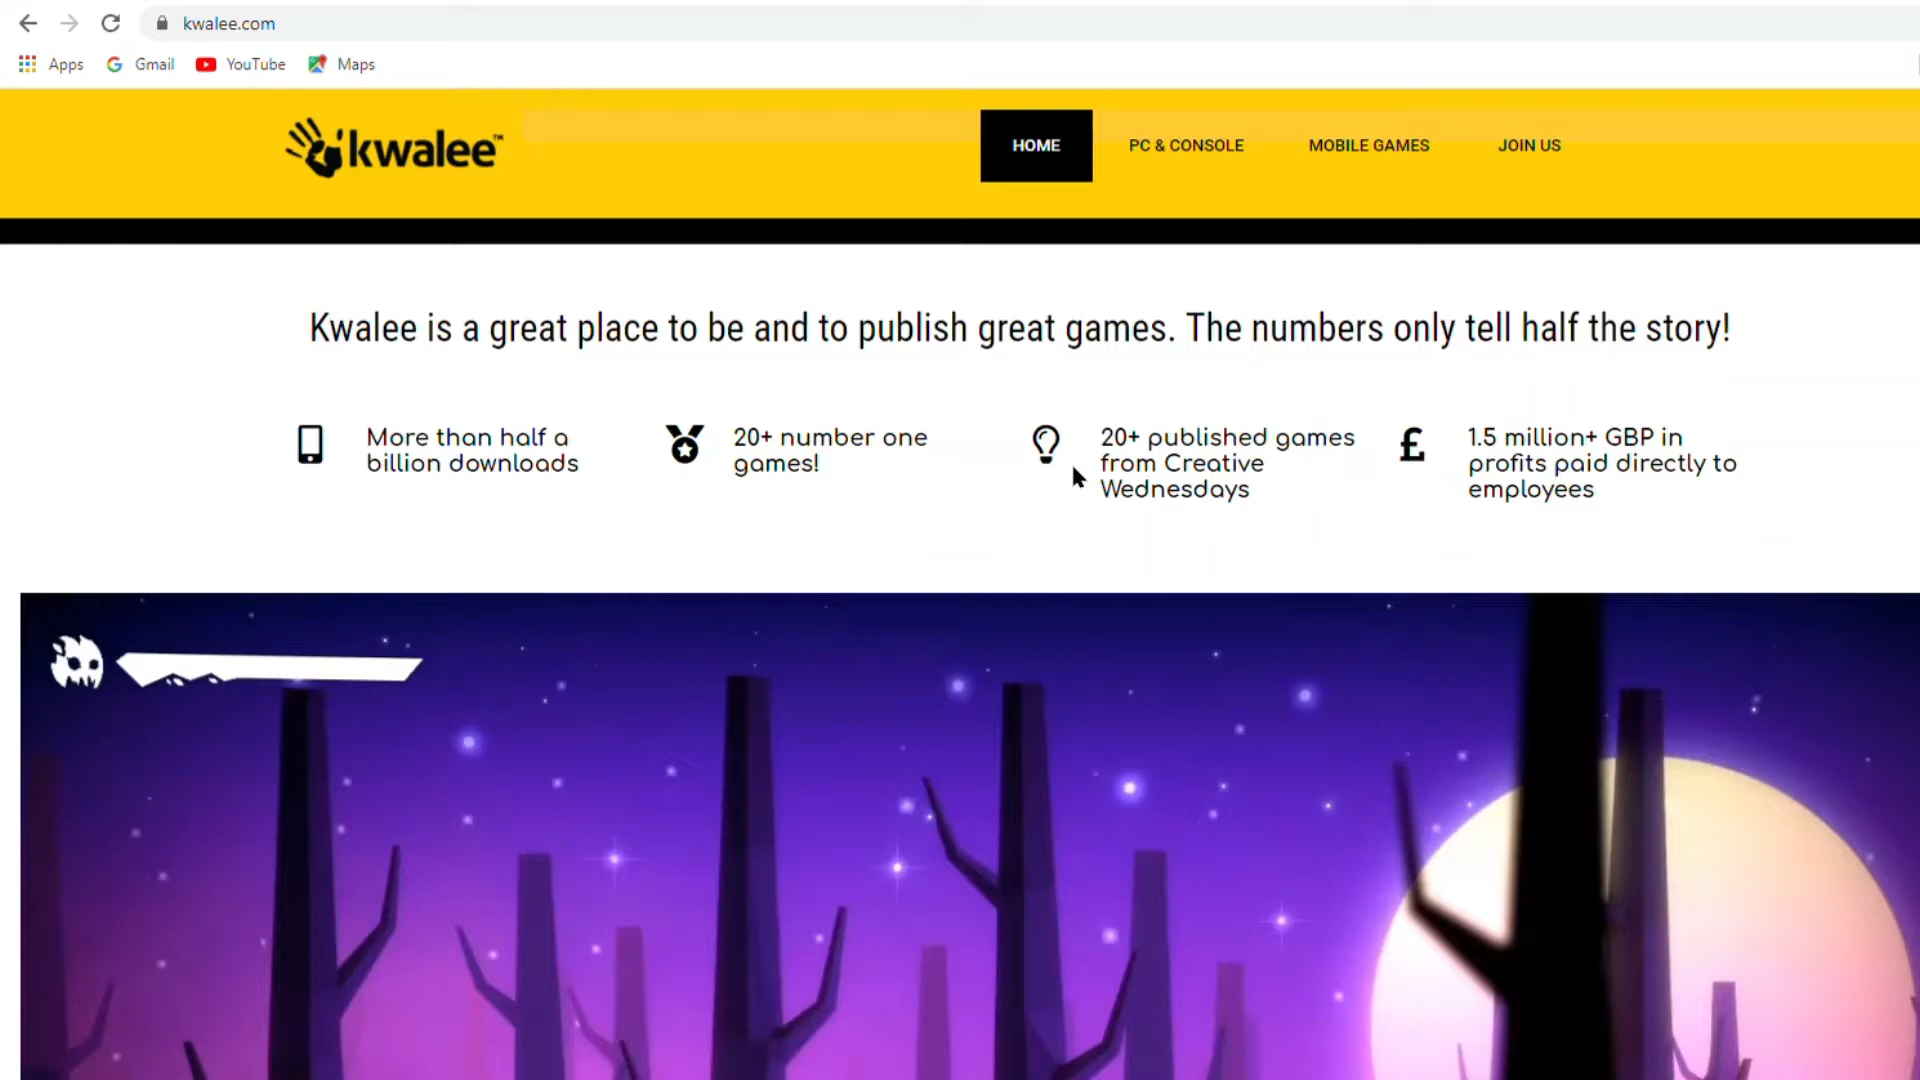 kwalee.com
Apps Gmail YouTube Maps
kwalee™ HOME PC & CONSOLE MOBILE GAMES JOIN US
Kwalee is a great place to be and to publish great games. The numbers only tell half the story!
More than half a
billion downloads
20+ number one
games!
20+ published games
from Creative
Wednesdays
£
1.5 million+ GBP in
profits paid directly to
employees